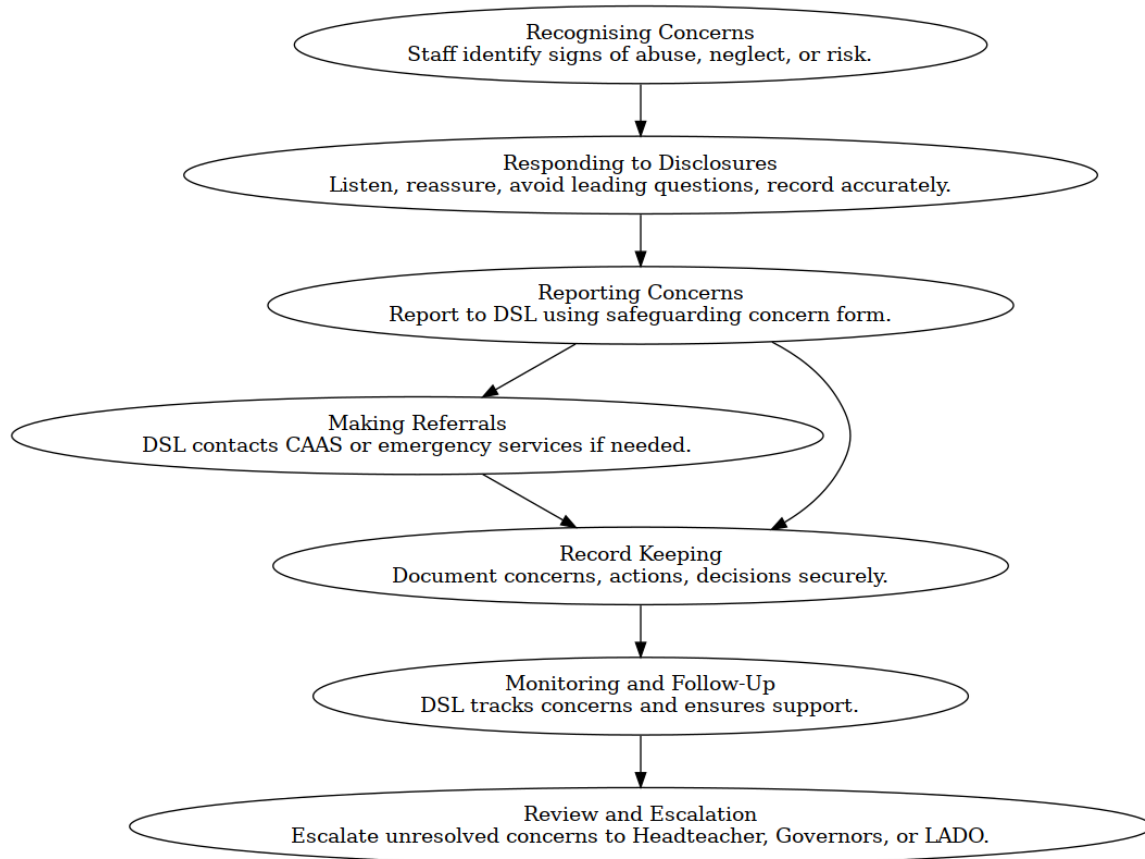 Recognising Concerns
Staff identify signs of abuse, neglect, or risk.
Responding to Disclosures
Listen, reassure, avoid leading questions, record accurately.
Reporting Concerns
Report to DSL using safeguarding concern form.
Making Referrals
DSL contacts CAAS or emergency services if needed.
Record Keeping
Document concerns, actions, decisions securely.
Monitoring and Follow-Up
DSL tracks concerns and ensures support.
Review and Escalation
Escalate unresolved concerns to Headteacher, Governors, or LADO.